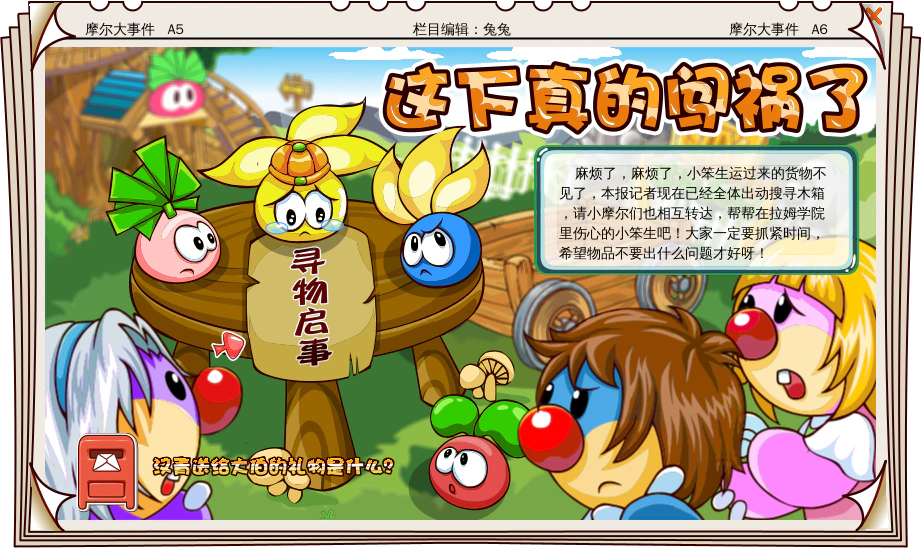 摩尔大事件 A5
栏目编辑：兔兔
摩尔大事件 A6
这下真的闯祸了
麻烦了，麻烦了，小笨生运过来的货物不
见了，本报记者现在已经全体出动搜寻木箱
，请小摩尔们也相互转达，帮帮在拉姆学院
里伤心的小笨生吧！大家一定要抓紧时间，
希望物品不要出什么问题才好呀！
寻物启事
汉青送给大伯的礼物是什么？